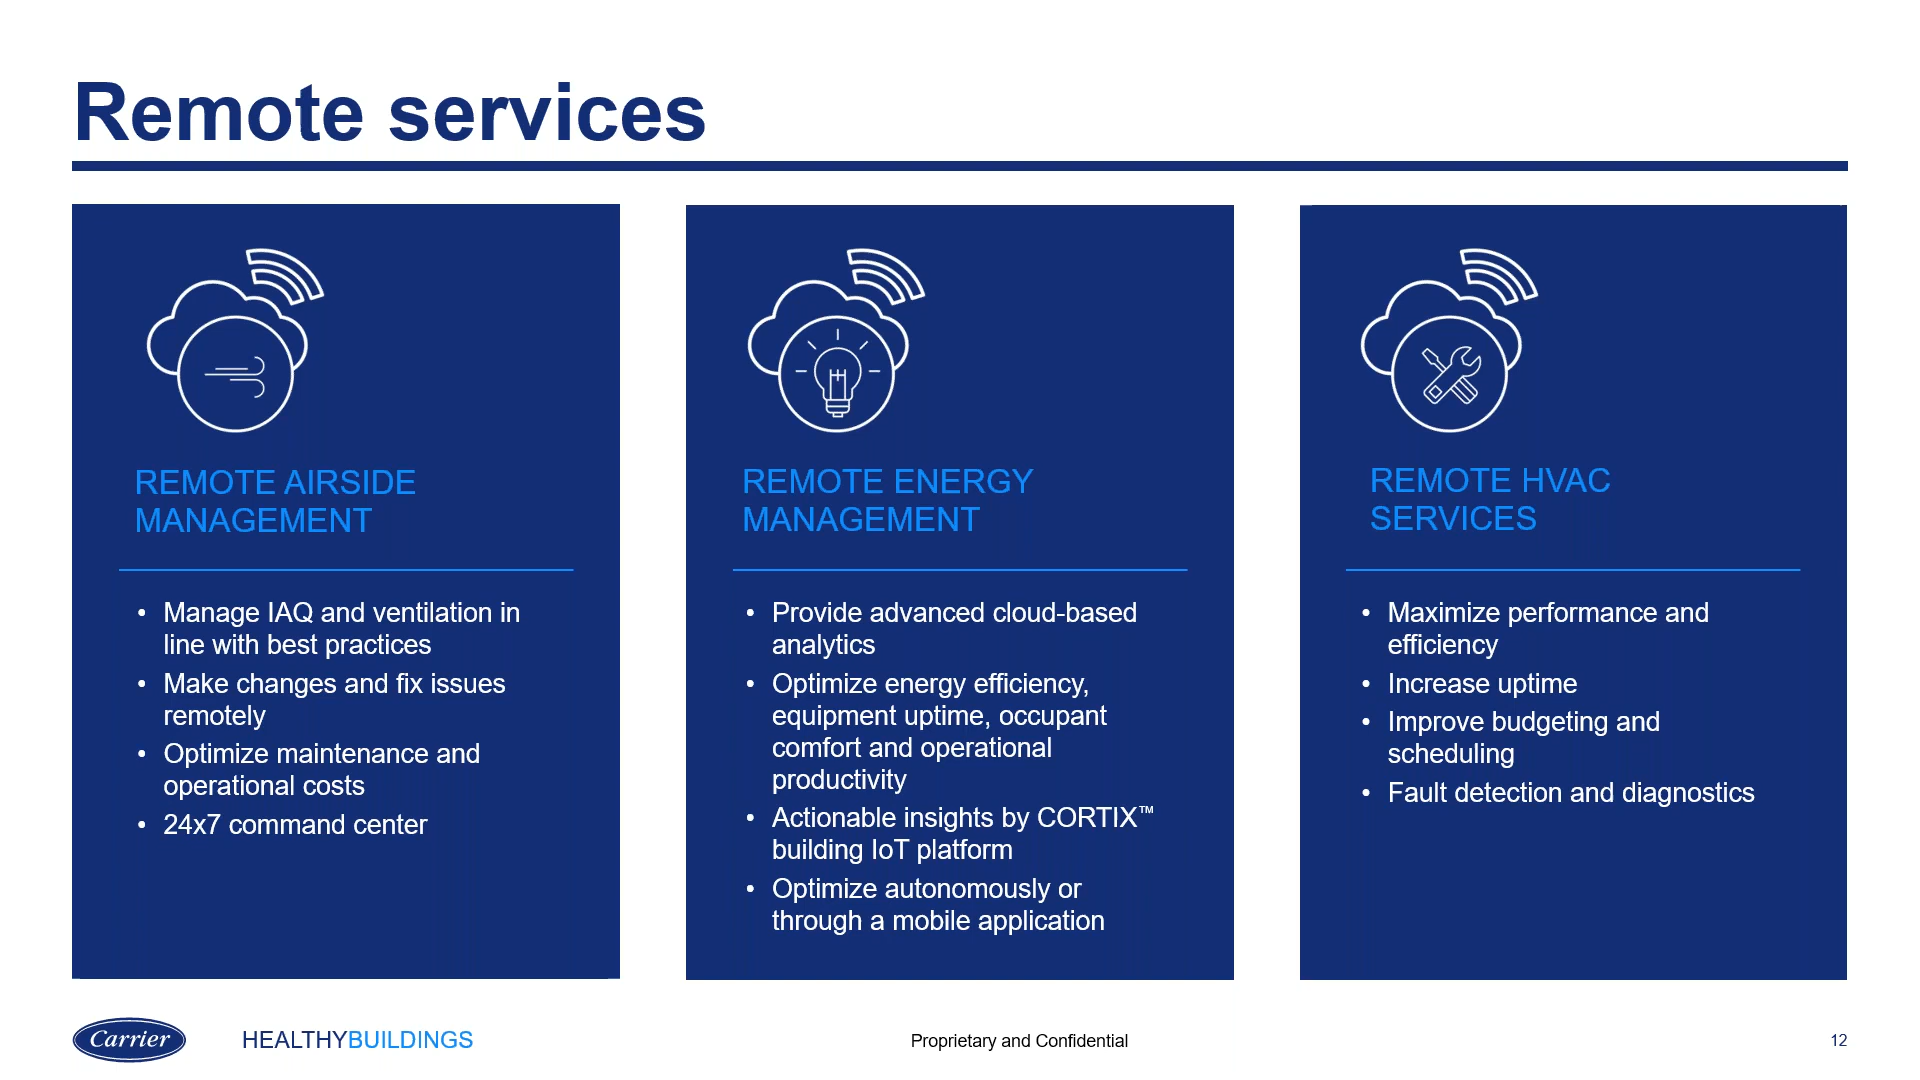 Remote services
REMOTE AIRSIDE
MANAGEMENT
• Manage IAQ and ventilation in
line with best practices
• Make changes and fix issues
remotely
• Optimize maintenance and
operational costs
• 24x7 command center
REMOTE ENERGY
MANAGEMENT
• Provide advanced cloud-based
analytics
• Optimize energy efficiency,
equipment uptime, occupant
comfort and operational
productivity
• Actionable insights by CORTIX™
building IoT platform
• Optimize autonomously or
through a mobile application
REMOTE HVAC
SERVICES
• Maximize performance and
efficiency
• Increase uptime
• Improve budgeting and
scheduling
• Fault detection and diagnostics
Carrier
HEALTHYBUILDINGS
Proprietary and Confidential
12